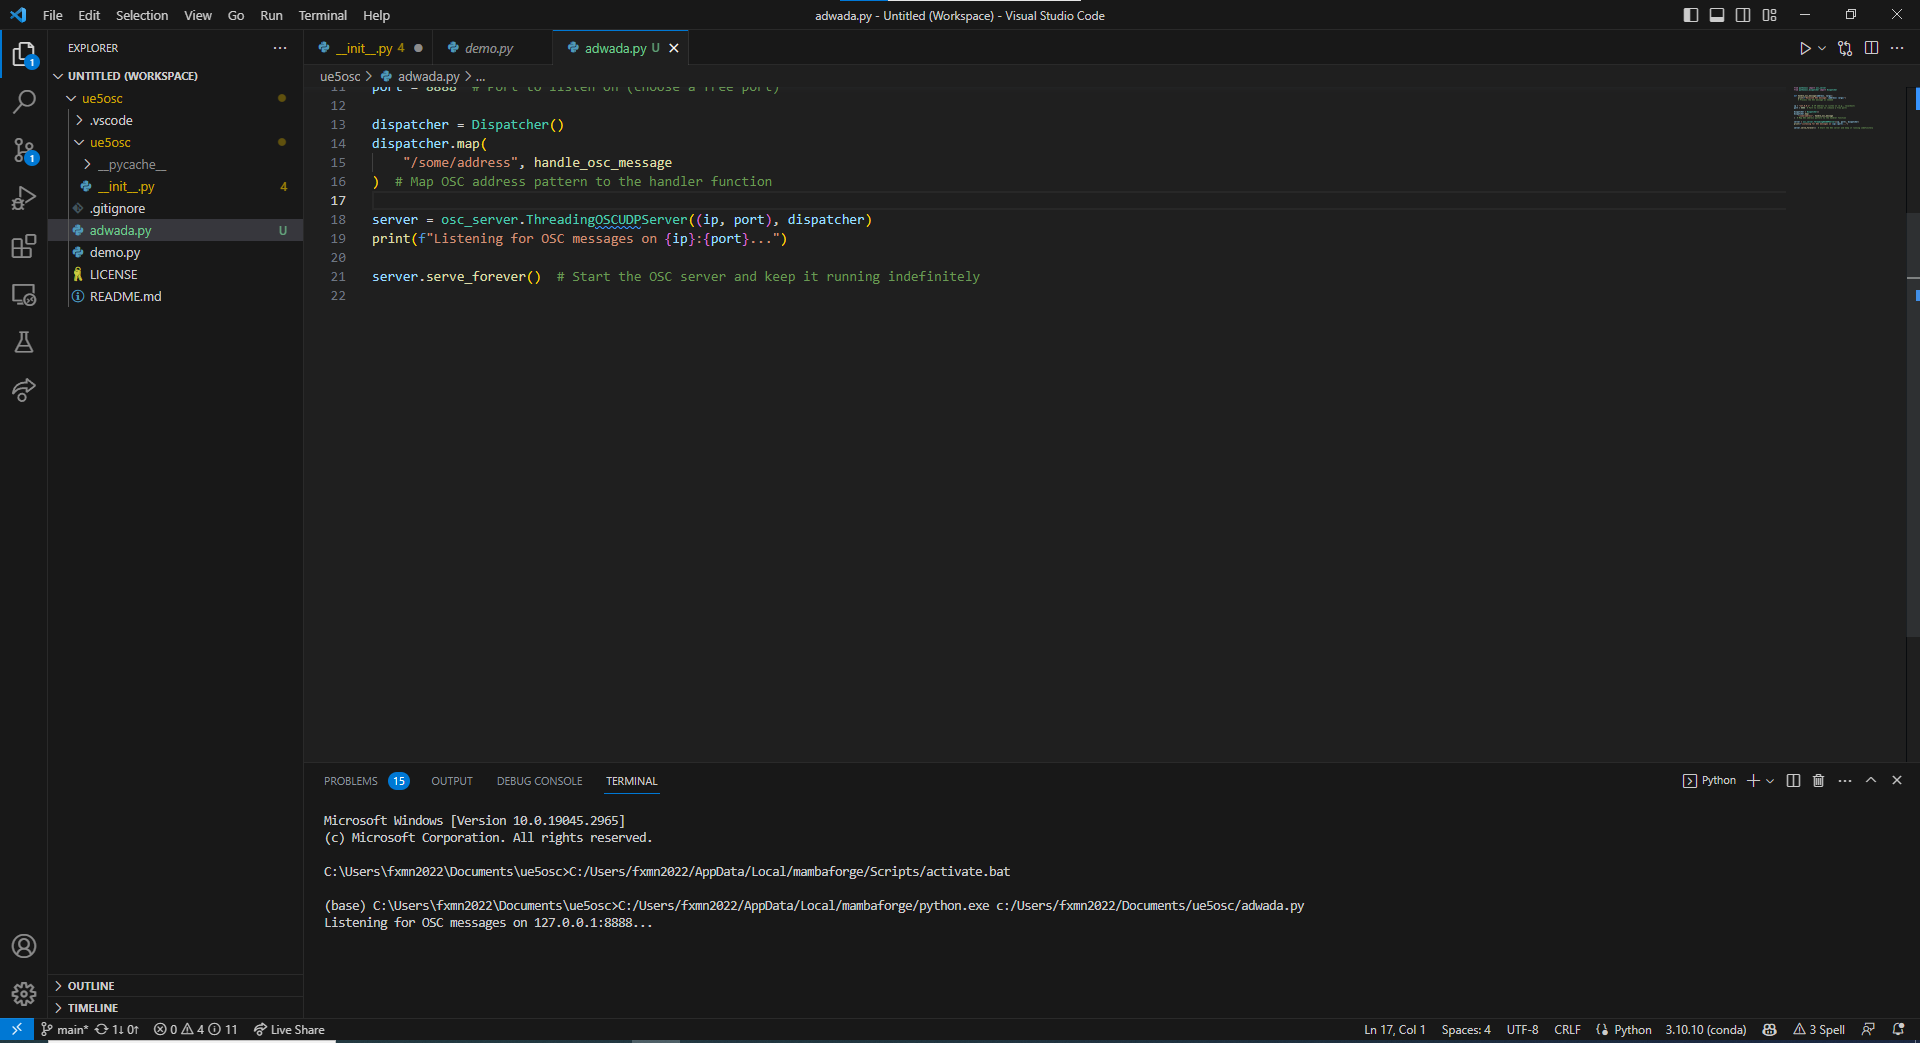 File Edit Selection View Go Run Terminal Help
adwada.py - Untitled (Workspace) - Visual Studio Code
EXPLORER
UNTITLED (WORKSPACE)
ue5osc
.vscode
ue5osc
__pycache__
__init__.py 4
.gitignore
adwada.py U
demo.py
LICENSE
README.md
OUTLINE
TIMELINE
__init__.py 4
demo.py
adwada.py U
ue5osc > adwada.py > ...
11 port = 8888 # Port to listen on (choose a free port)
12
13 dispatcher = Dispatcher()
14 dispatcher.map(
15 "/some/address", handle_osc_message
16 ) # Map OSC address pattern to the handler function
17
18 server = osc_server.ThreadingOSCUDPServer((ip, port), dispatcher)
19 print(f"Listening for OSC messages on {ip}:{port}...")
20
21 server.serve_forever() # Start the OSC server and keep it running indefinitely
22
PROBLEMS 15 OUTPUT DEBUG CONSOLE TERMINAL
Python
Microsoft Windows [Version 10.0.19045.2965]
(c) Microsoft Corporation. All rights reserved.
C:\Users\fxmn2022\Documents\ue5osc>C:/Users/fxmn2022/AppData/Local/mambaforge/Scripts/activate.bat
(base) C:\Users\fxmn2022\Documents\ue5osc>C:/Users/fxmn2022/AppData/Local/mambaforge/python.exe c:/Users/fxmn2022/Documents/ue5osc/adwada.py
Listening for OSC messages on 127.0.0.1:8888...
1
1
main* 1↓ 0↑ 0 4 11 Live Share
Ln 17, Col 1 Spaces: 4 UTF-8 CRLF Python 3.10.10 (conda) 3 Spell